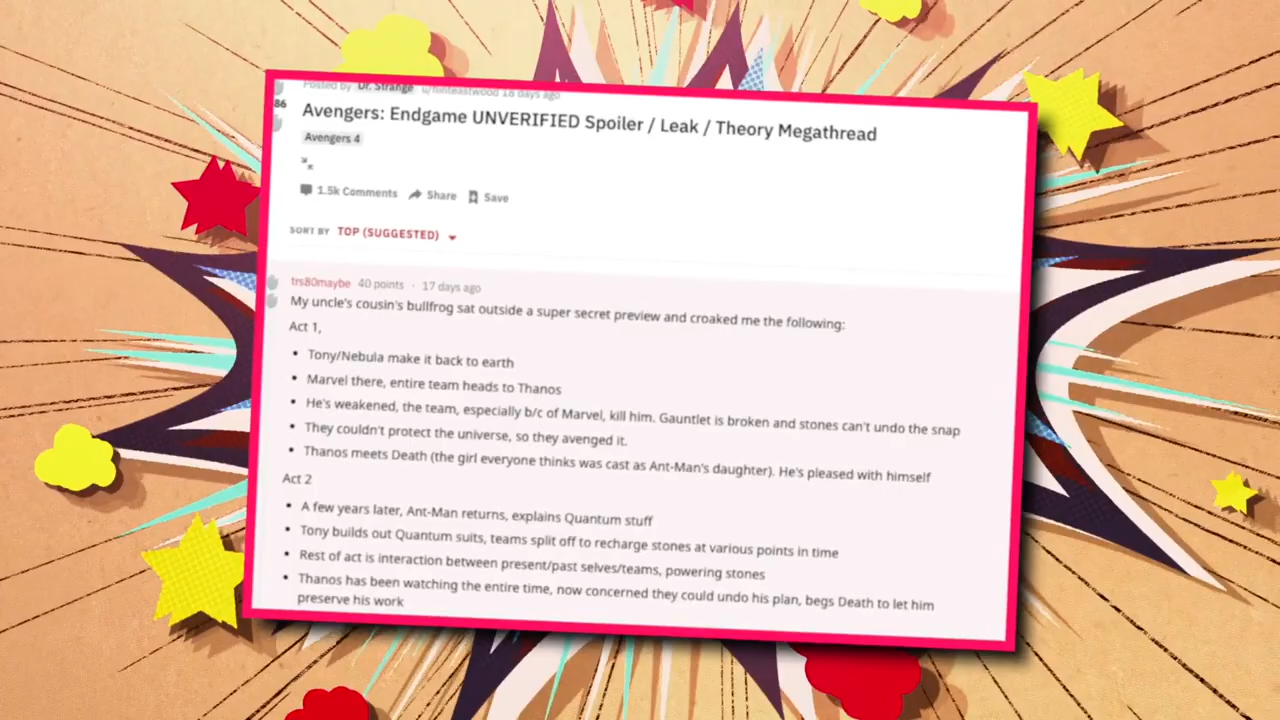 Posted by Dr. Strange u/flinteastwood 18 days ago
86
Avengers: Endgame UNVERIFIED Spoiler / Leak / Theory Megathread
Avengers 4
1.5k Comments Share Save
SORT BY TOP (SUGGESTED)
trs80maybe 40 points · 17 days ago
My uncle's cousin's bullfrog sat outside a super secret preview and croaked me the following:
Act 1,
• Tony/Nebula make it back to earth
• Marvel there, entire team heads to Thanos
• He's weakened, the team, especially b/c of Marvel, kill him. Gauntlet is broken and stones can't undo the snap
• They couldn't protect the universe, so they avenged it.
• Thanos meets Death (the girl everyone thinks was cast as Ant-Man's daughter). He's pleased with himself
Act 2
• A few years later, Ant-Man returns, explains Quantum stuff
• Tony builds out Quantum suits, teams split off to recharge stones at various points in time
• Rest of act is interaction between present/past selves/teams, powering stones
• Thanos has been watching the entire time, now concerned they could undo his plan, begs Death to let him
preserve his work